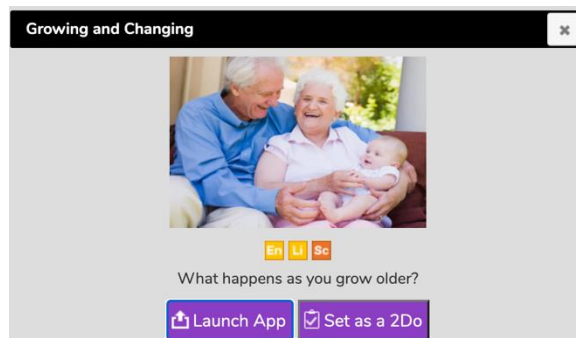 Growing and Changing
En Li Sc
What happens as you grow older?
Launch App Set as a 2Do